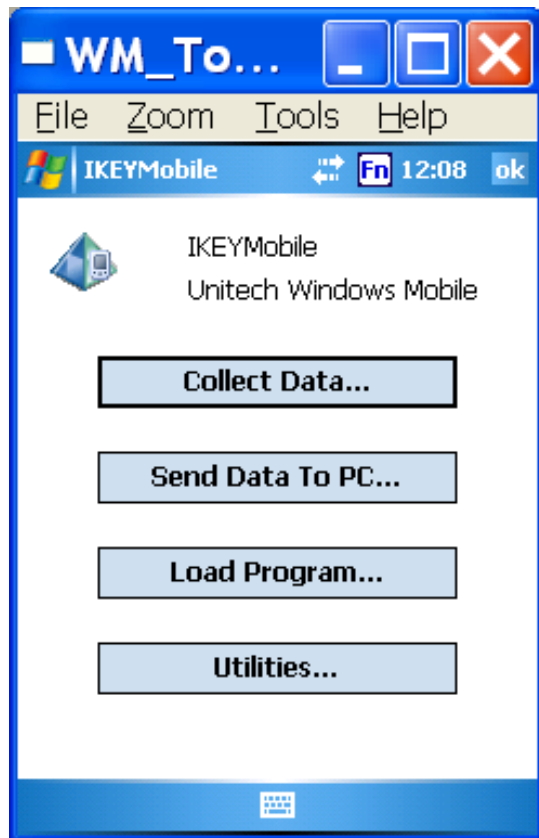 WM_To...
File Zoom Tools Help
IKEYMobile Fn 12:08 ok
IKEYMobile
Unitech Windows Mobile
Collect Data...
Send Data To PC...
Load Program...
Utilities...